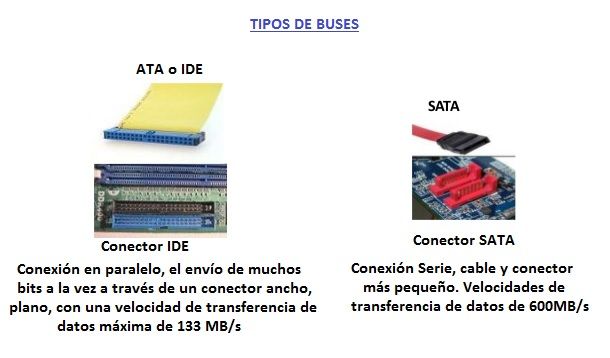 TIPOS DE BUSES
ATA o IDE
SATA
Conector IDE
Conector SATA
Conexión en paralelo, el envío de muchos
bits a la vez a través de un conector ancho,
plano, con una velocidad de transferencia de
datos máxima de 133 MB/s
Conexión Serie, cable y conector
más pequeño. Velocidades de
transferencia de datos de 600MB/s